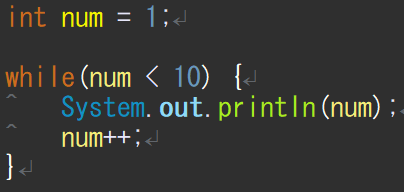 int num = 1;↲
↲
while(num < 10) {↲
^   System.out.println(num);↲
^   num++;↲
}↲